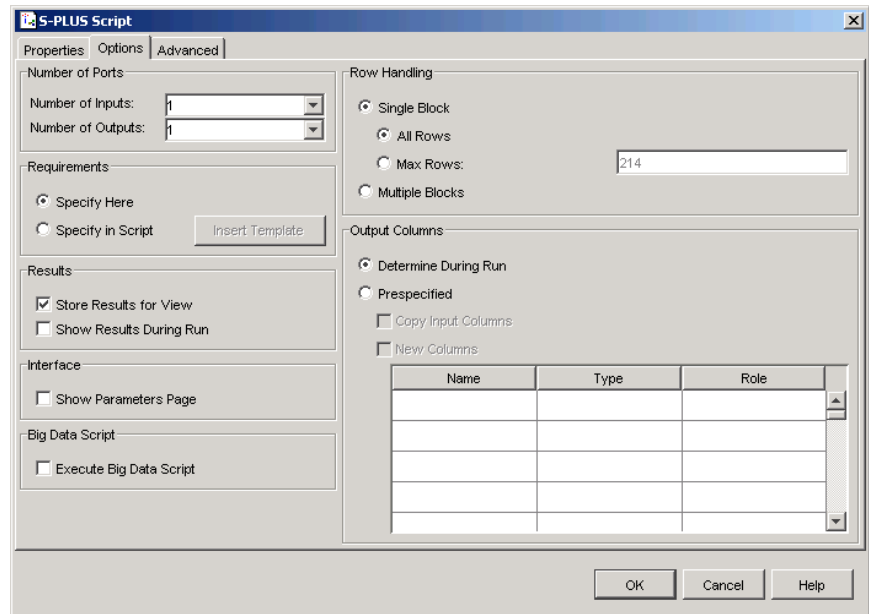 S-PLUS Script
Properties Options Advanced
Number of Ports
Number of Inputs: 1
Number of Outputs: 1
Requirements
Specify Here
Specify in Script Insert Template
Results
Store Results for View
Show Results During Run
Interface
Show Parameters Page
Big Data Script
Execute Big Data Script
Row Handling
Single Block
All Rows
Max Rows: 214
Multiple Blocks
Output Columns
Determine During Run
Prespecified
Copy Input Columns
New Columns
Name Type Role
OK Cancel Help